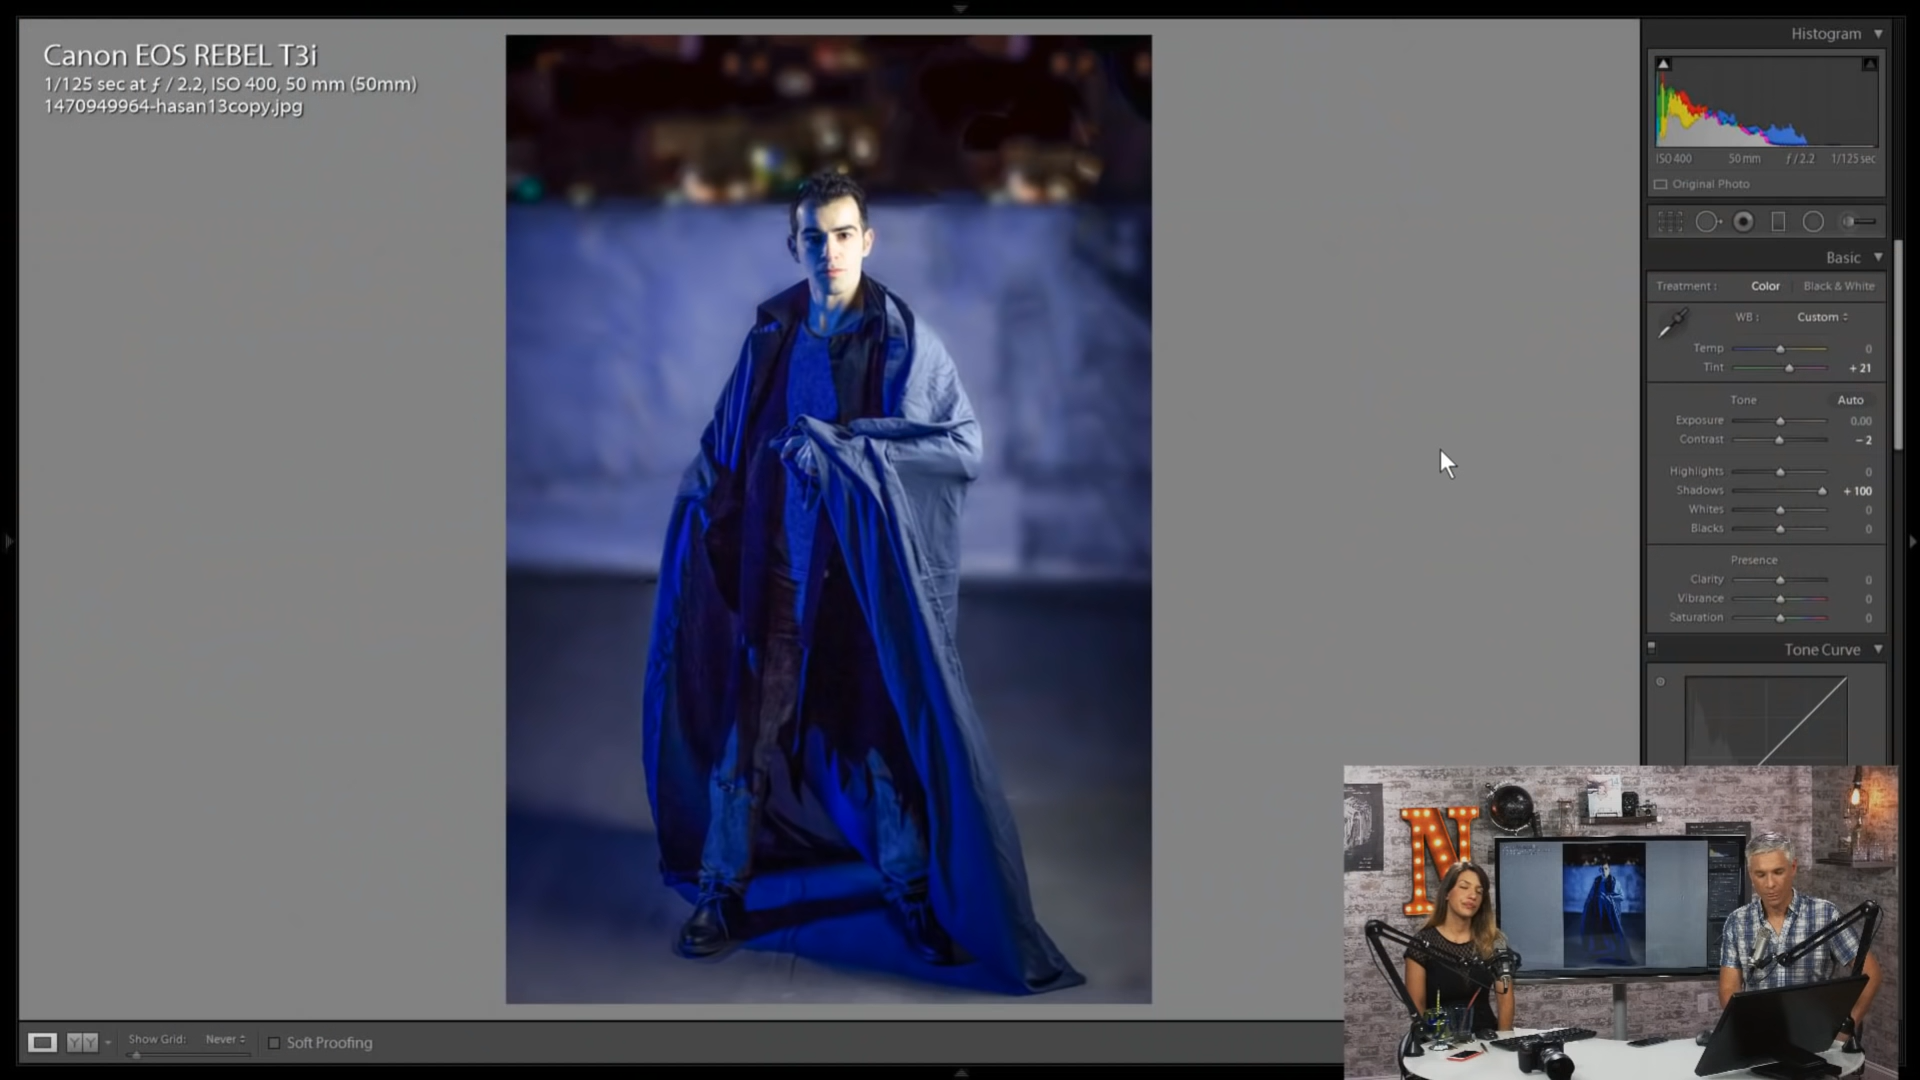 Canon EOS REBEL T3i
1/125 sec at ƒ / 2.2, ISO 400, 50 mm (50mm)
1470949964-hasan13copy.jpg
Histogram
ISO 400 50 mm ƒ / 2.2 1/125 sec
Original Photo
Basic
Treatment : Color Black & White
WB : Custom
Temp 0
Tint + 21
Tone Auto
Exposure 0.00
Contrast – 2
Highlights 0
Shadows + 100
Whites 0
Blacks 0
Presence
Clarity 0
Vibrance 0
Saturation 0
Tone Curve
N
Y Y Show Grid: Never Soft Proofing